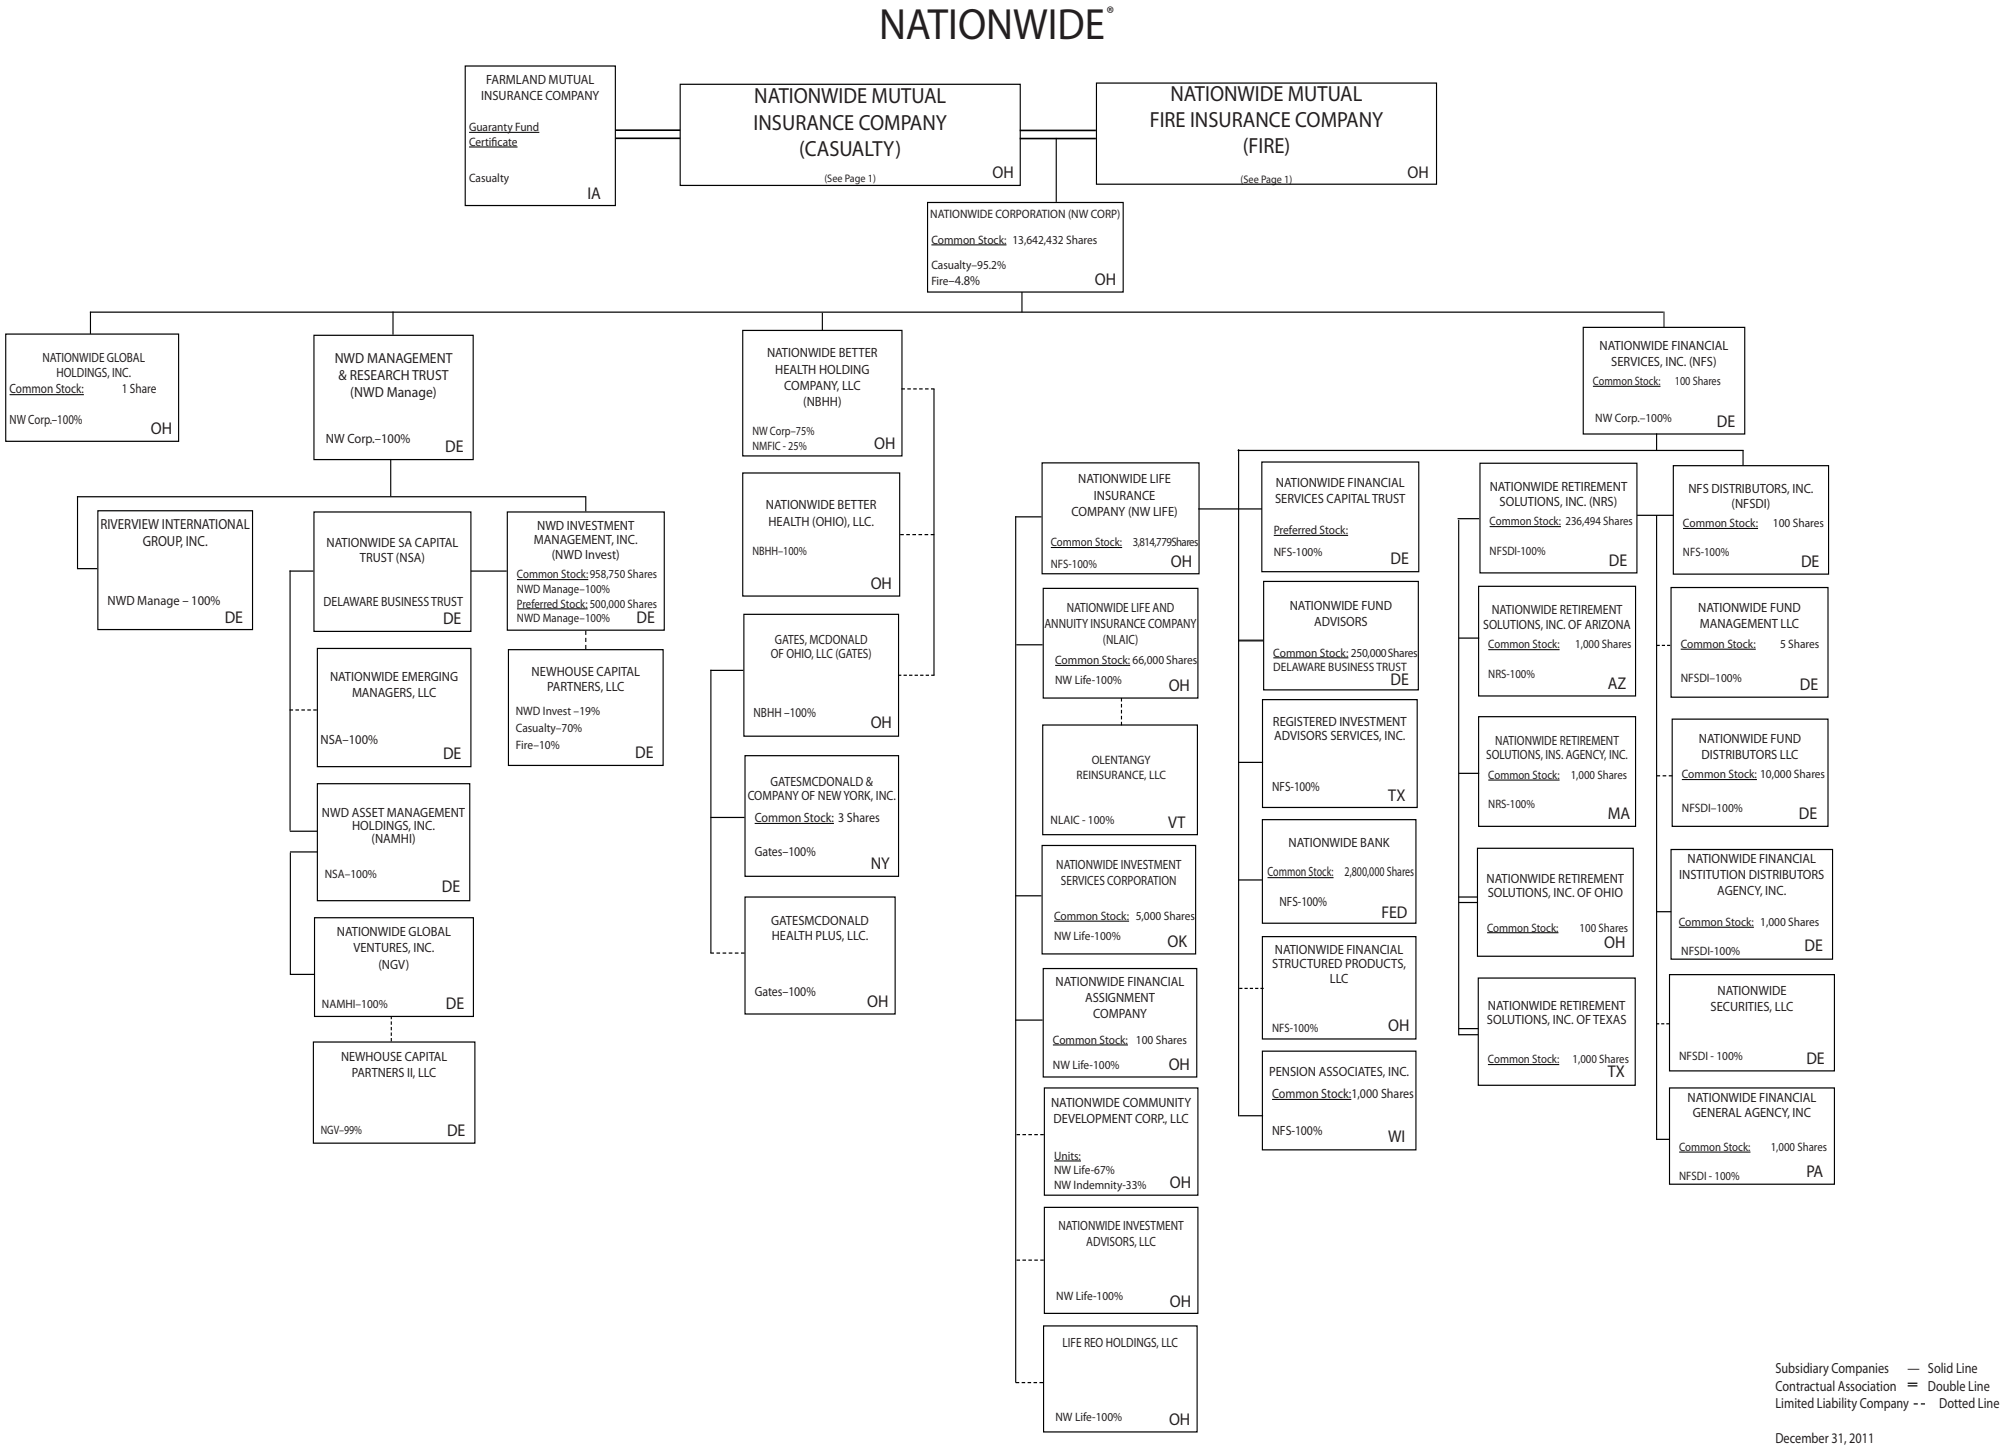 NATIONWIDE®
FARMLAND MUTUAL
INSURANCE COMPANY
Guaranty Fund
Certificate
Casualty
IA
NATIONWIDE MUTUAL
INSURANCE COMPANY
(CASUALTY)
(See Page 1)
OH
NATIONWIDE MUTUAL
FIRE INSURANCE COMPANY
(FIRE)
(See Page 1)
OH
NATIONWIDE CORPORATION (NW CORP)
Common Stock: 13,642,432 Shares
Casualty–95.2%
Fire–4.8%
OH
NATIONWIDE GLOBAL
HOLDINGS, INC.
Common Stock: 1 Share
NW Corp.–100%
OH
NWD MANAGEMENT
& RESEARCH TRUST
(NWD Manage)
NW Corp.–100%
DE
NATIONWIDE BETTER
HEALTH HOLDING
COMPANY, LLC
(NBHH)
NW Corp–75%
NMFIC - 25%
OH
NATIONWIDE FINANCIAL
SERVICES, INC. (NFS)
Common Stock: 100 Shares
NW Corp.–100%
DE
RIVERVIEW INTERNATIONAL
GROUP, INC.
NWD Manage – 100%
DE
NATIONWIDE SA CAPITAL
TRUST (NSA)
DELAWARE BUSINESS TRUST
DE
NWD INVESTMENT
MANAGEMENT, INC.
(NWD Invest)
Common Stock: 958,750 Shares
NWD Manage–100%
Preferred Stock: 500,000 Shares
NWD Manage–100%
DE
NATIONWIDE EMERGING
MANAGERS, LLC
NSA–100%
DE
NEWHOUSE CAPITAL
PARTNERS, LLC
NWD Invest –19%
Casualty–70%
Fire–10%
DE
NWD ASSET MANAGEMENT
HOLDINGS, INC.
(NAMHI)
NSA–100%
DE
NATIONWIDE GLOBAL
VENTURES, INC.
(NGV)
NAMHI–100%
DE
NEWHOUSE CAPITAL
PARTNERS II, LLC
NGV–99%
DE
NATIONWIDE BETTER
HEALTH (OHIO), LLC.
NBHH–100%
OH
GATES, MCDONALD
OF OHIO, LLC (GATES)
NBHH –100%
OH
GATESMCDONALD &
COMPANY OF NEW YORK, INC.
Common Stock: 3 Shares
Gates–100%
NY
GATESMCDONALD
HEALTH PLUS, LLC.
Gates–100%
OH
NATIONWIDE LIFE
INSURANCE
COMPANY (NW LIFE)
Common Stock: 3,814,779Shares
NFS-100%
OH
NATIONWIDE LIFE AND
ANNUITY INSURANCE COMPANY
(NLAIC)
Common Stock: 66,000 Shares
NW Life-100%
OH
OLENTANGY
REINSURANCE, LLC
NLAIC - 100%
VT
NATIONWIDE INVESTMENT
SERVICES CORPORATION
Common Stock: 5,000 Shares
NW Life-100%
OK
NATIONWIDE FINANCIAL
ASSIGNMENT
COMPANY
Common Stock: 100 Shares
NW Life-100%
OH
NATIONWIDE COMMUNITY
DEVELOPMENT CORP., LLC
Units:
NW Life-67%
NW Indemnity-33%
OH
NATIONWIDE INVESTMENT
ADVISORS, LLC
NW Life-100%
OH
LIFE REO HOLDINGS, LLC
NW Life-100%
OH
NATIONWIDE FINANCIAL
SERVICES CAPITAL TRUST
Preferred Stock:
NFS-100%
DE
NATIONWIDE FUND
ADVISORS
Common Stock: 250,000 Shares
DELAWARE BUSINESS TRUST
DE
REGISTERED INVESTMENT
ADVISORS SERVICES, INC.
NFS-100%
TX
NATIONWIDE BANK
Common Stock: 2,800,000 Shares
NFS-100%
FED
NATIONWIDE FINANCIAL
STRUCTURED PRODUCTS,
LLC
NFS-100%
OH
PENSION ASSOCIATES, INC.
Common Stock:1,000 Shares
NFS-100%
WI
NATIONWIDE RETIREMENT
SOLUTIONS, INC. (NRS)
Common Stock: 236,494 Shares
NFSDI-100%
DE
NATIONWIDE RETIREMENT
SOLUTIONS, INC. OF ARIZONA
Common Stock: 1,000 Shares
NRS-100%
AZ
NATIONWIDE RETIREMENT
SOLUTIONS, INS. AGENCY, INC.
Common Stock: 1,000 Shares
NRS-100%
MA
NATIONWIDE RETIREMENT
SOLUTIONS, INC. OF OHIO
Common Stock: 100 Shares
OH
NATIONWIDE RETIREMENT
SOLUTIONS, INC. OF TEXAS
Common Stock: 1,000 Shares
TX
NFS DISTRIBUTORS, INC.
(NFSDI)
Common Stock: 100 Shares
NFS-100%
DE
NATIONWIDE FUND
MANAGEMENT LLC
Common Stock: 5 Shares
NFSDI–100%
DE
NATIONWIDE FUND
DISTRIBUTORS LLC
Common Stock: 10,000 Shares
NFSDI–100%
DE
NATIONWIDE FINANCIAL
INSTITUTION DISTRIBUTORS
AGENCY, INC.
Common Stock: 1,000 Shares
NFSDI-100%
DE
NATIONWIDE
SECURITIES, LLC
NFSDI - 100%
DE
NATIONWIDE FINANCIAL
GENERAL AGENCY, INC
Common Stock: 1,000 Shares
NFSDI - 100%
PA
Subsidiary Companies — Solid Line
Contractual Association = Double Line
Limited Liability Company -- Dotted Line
December 31, 2011